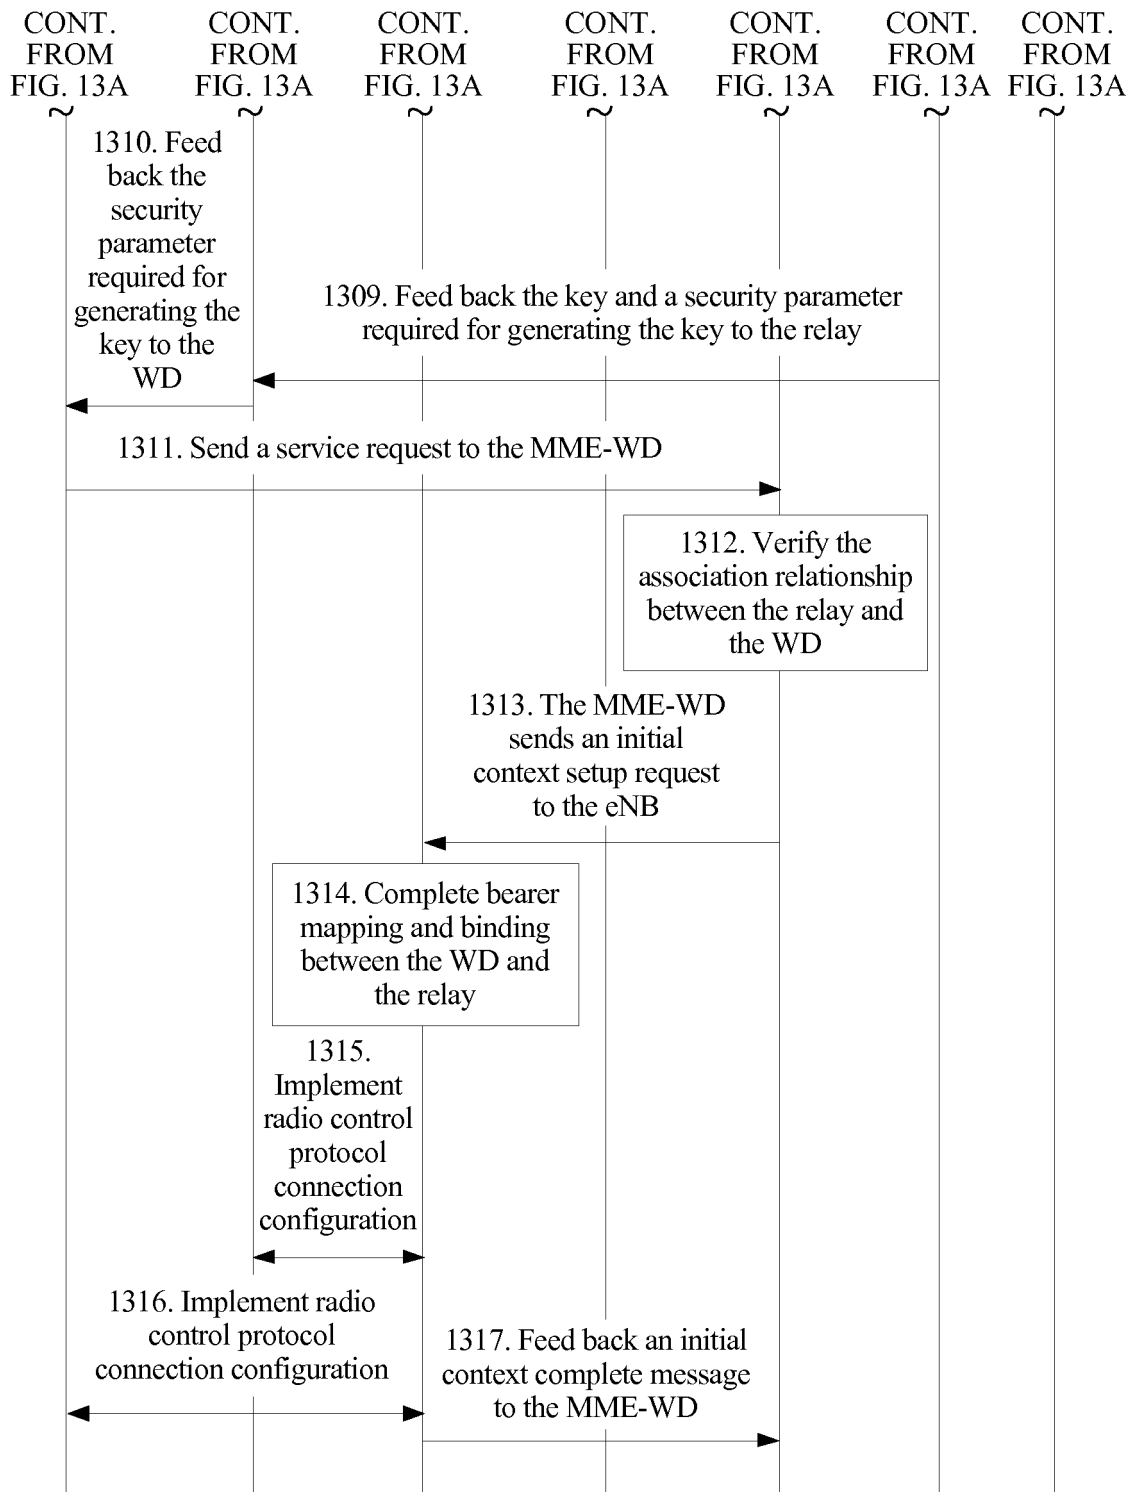 CONT. FROM FIG. 13A
CONT. FROM FIG. 13A
CONT. FROM FIG. 13A
CONT. FROM FIG. 13A
CONT. FROM FIG. 13A
CONT. FROM FIG. 13A
CONT. FROM FIG. 13A
1310. Feed
back the
security
parameter
required for
generating the
key to the
WD
1309. Feed back the key and a security parameter
required for generating the key to the relay
1311. Send a service request to the MME-WD
1312. Verify the
association relationship
between the relay and
the WD
1313. The MME-WD
sends an initial
context setup request
to the eNB
1314. Complete bearer
mapping and binding
between the WD and
the relay
1315.
Implement
radio control
protocol
connection
configuration
1316. Implement radio
control protocol
connection configuration
1317. Feed back an initial
context complete message
to the MME-WD